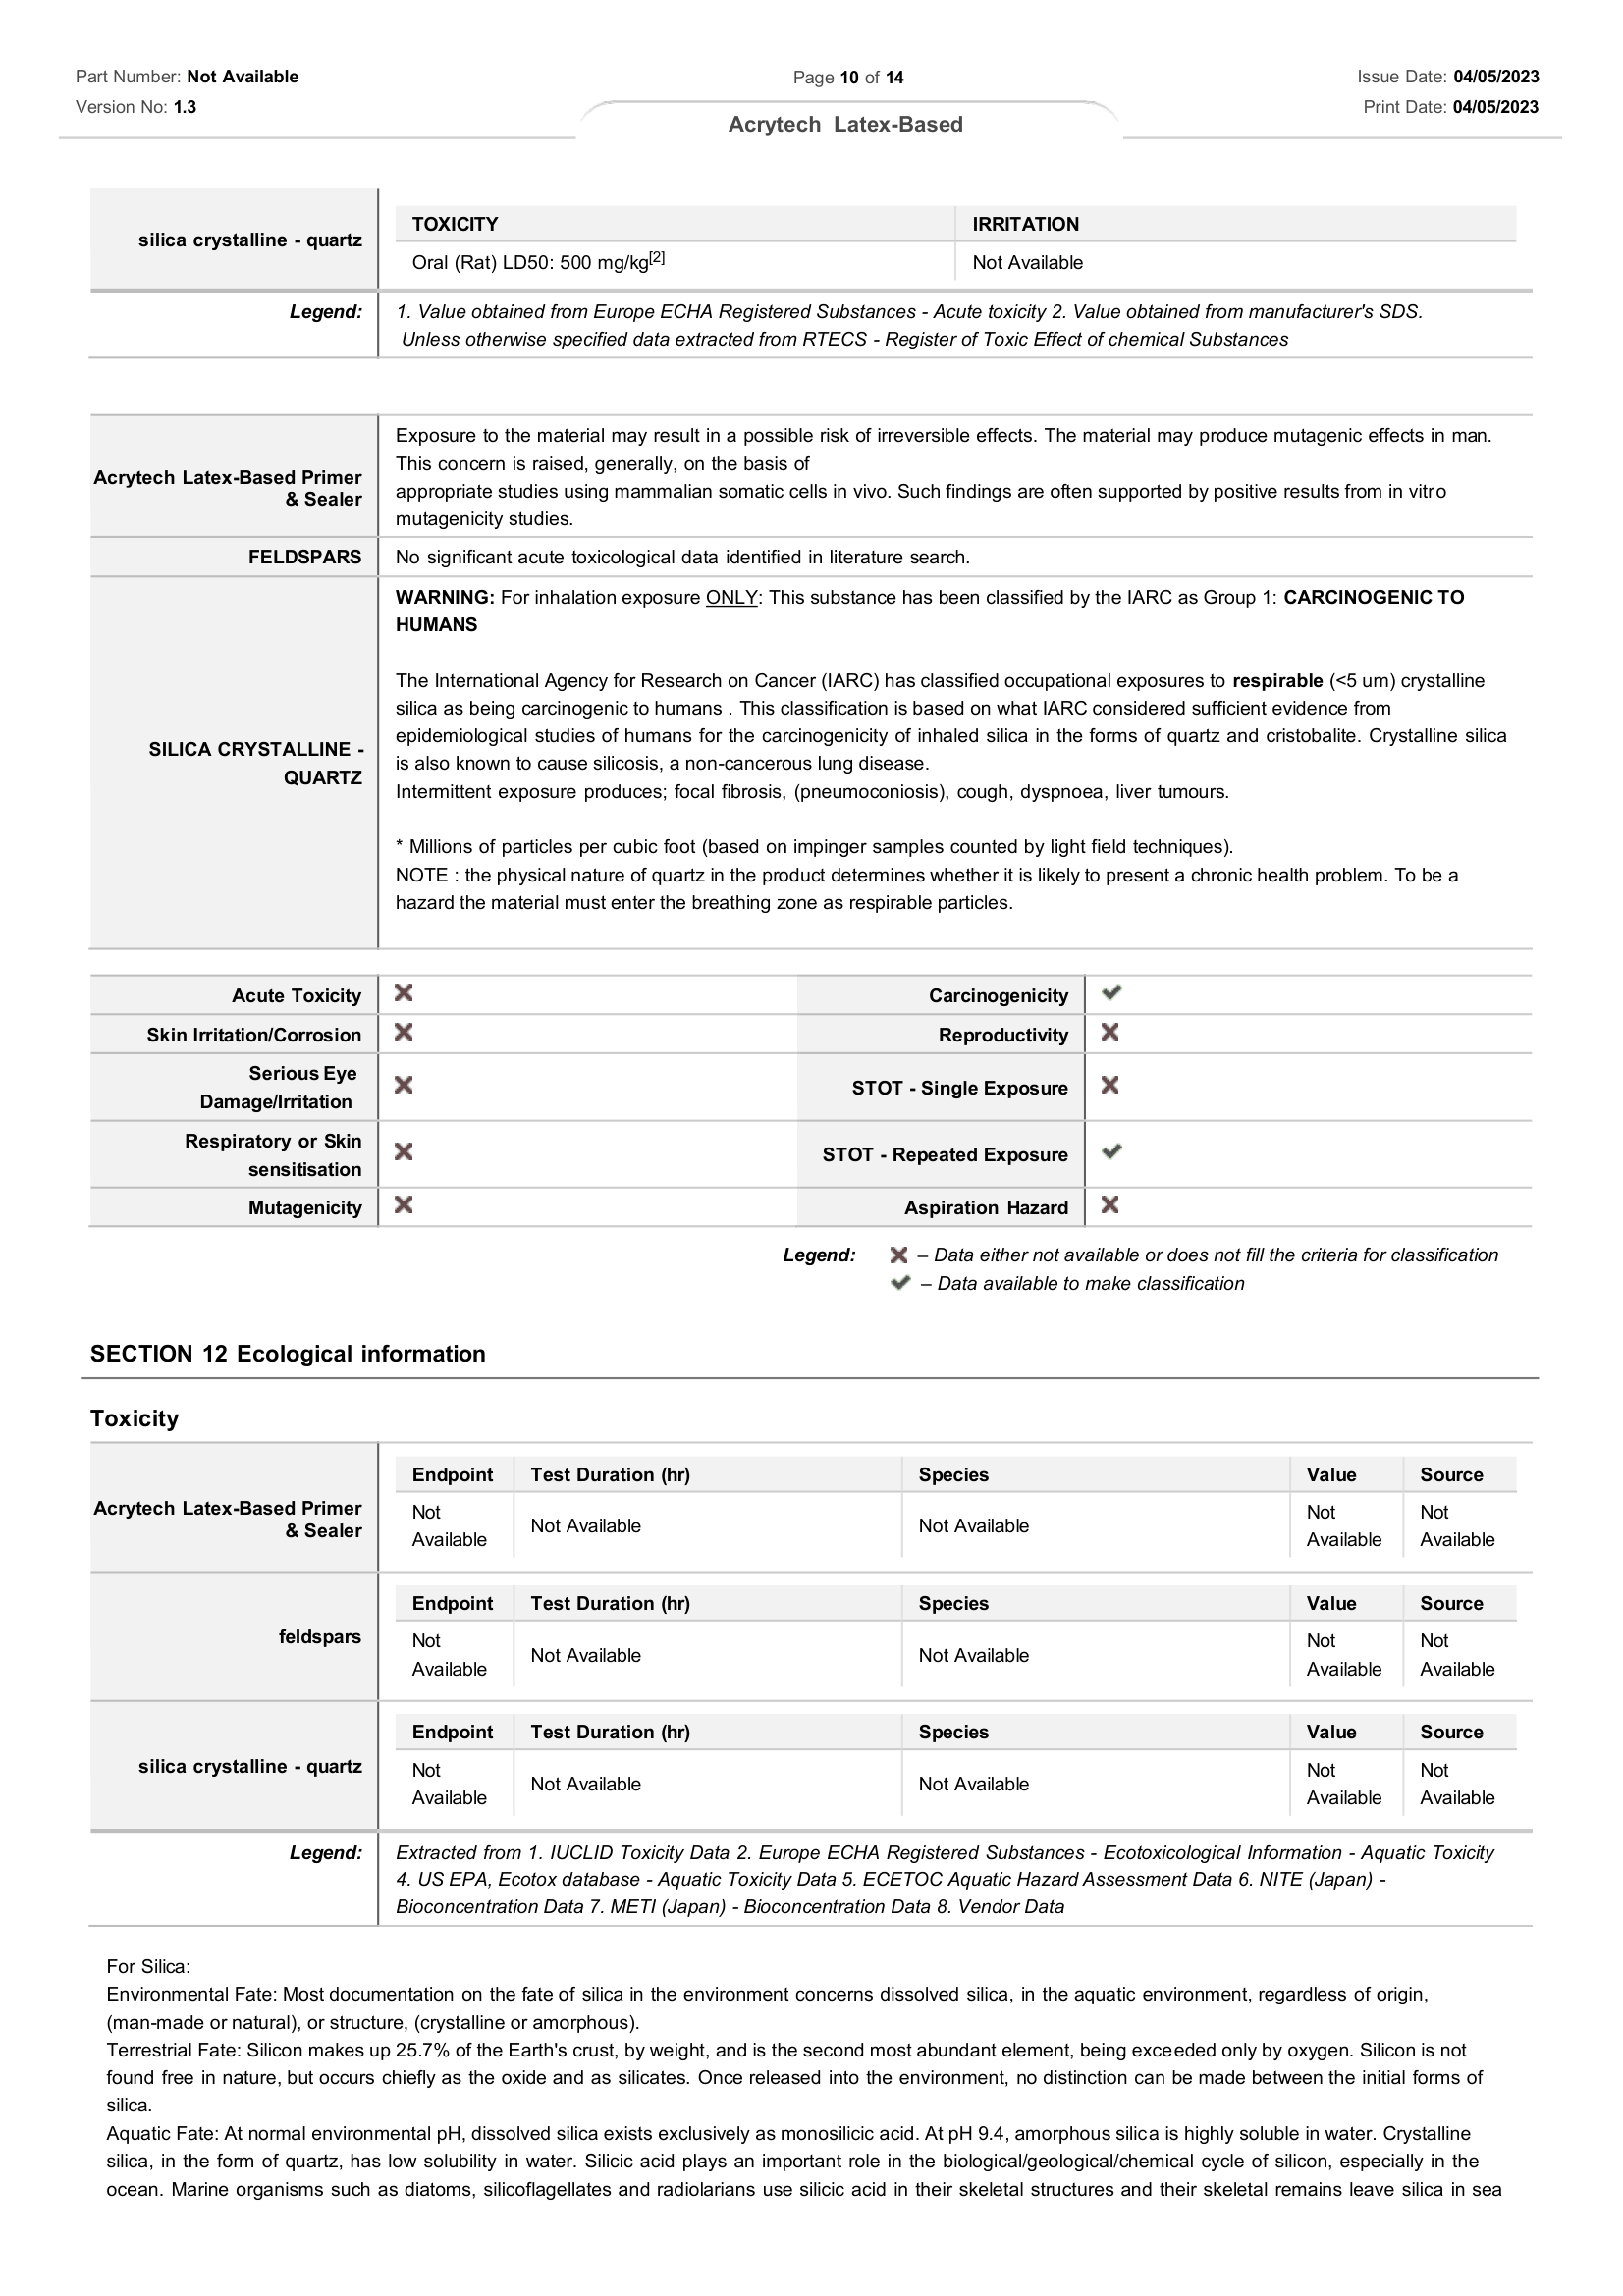 Part Number: Not Available
Version No: 1.3
Page 10 of 14
Acrytech Latex-Based
Issue Date: 04/05/2023
Print Date: 04/05/2023
silica crystalline - quartz
TOXICITY
IRRITATION
Oral (Rat) LD50: 500 mg/kg[2]
Not Available
Legend:
1. Value obtained from Europe ECHA Registered Substances - Acute toxicity 2. Value obtained from manufacturer's SDS.
Unless otherwise specified data extracted from RTECS - Register of Toxic Effect of chemical Substances
Acrytech Latex-Based Primer
& Sealer
Exposure to the material may result in a possible risk of irreversible effects. The material may produce mutagenic effects in man.
This concern is raised, generally, on the basis of
appropriate studies using mammalian somatic cells in vivo. Such findings are often supported by positive results from in vitro
mutagenicity studies.
FELDSPARS
No significant acute toxicological data identified in literature search.
SILICA CRYSTALLINE -
QUARTZ
WARNING: For inhalation exposure ONLY: This substance has been classified by the IARC as Group 1: CARCINOGENIC TO
HUMANS
The International Agency for Research on Cancer (IARC) has classified occupational exposures to respirable (<5 um) crystalline
silica as being carcinogenic to humans . This classification is based on what IARC considered sufficient evidence from
epidemiological studies of humans for the carcinogenicity of inhaled silica in the forms of quartz and cristobalite. Crystalline silica
is also known to cause silicosis, a non-cancerous lung disease.
Intermittent exposure produces; focal fibrosis, (pneumoconiosis), cough, dyspnoea, liver tumours.
* Millions of particles per cubic foot (based on impinger samples counted by light field techniques).
NOTE : the physical nature of quartz in the product determines whether it is likely to present a chronic health problem. To be a
hazard the material must enter the breathing zone as respirable particles.
Acute Toxicity ✖ Carcinogenicity ✔
Skin Irritation/Corrosion ✖ Reproductivity ✖
Serious Eye
Damage/Irritation ✖ STOT - Single Exposure ✖
Respiratory or Skin
sensitisation ✖ STOT - Repeated Exposure ✔
Mutagenicity ✖ Aspiration Hazard ✖
Legend: ✖ – Data either not available or does not fill the criteria for classification
✔ – Data available to make classification
SECTION 12 Ecological information
Toxicity
Acrytech Latex-Based Primer
& Sealer
Endpoint Test Duration (hr) Species Value Source
Not
Available
Not Available
Not Available
Not
Available
Not
Available
feldspars
Endpoint Test Duration (hr) Species Value Source
Not
Available
Not Available
Not Available
Not
Available
Not
Available
silica crystalline - quartz
Endpoint Test Duration (hr) Species Value Source
Not
Available
Not Available
Not Available
Not
Available
Not
Available
Legend:
Extracted from 1. IUCLID Toxicity Data 2. Europe ECHA Registered Substances - Ecotoxicological Information - Aquatic Toxicity
4. US EPA, Ecotox database - Aquatic Toxicity Data 5. ECETOC Aquatic Hazard Assessment Data 6. NITE (Japan) -
Bioconcentration Data 7. METI (Japan) - Bioconcentration Data 8. Vendor Data
For Silica:
Environmental Fate: Most documentation on the fate of silica in the environment concerns dissolved silica, in the aquatic environment, regardless of origin,
(man-made or natural), or structure, (crystalline or amorphous).
Terrestrial Fate: Silicon makes up 25.7% of the Earth's crust, by weight, and is the second most abundant element, being exceeded only by oxygen. Silicon is not
found free in nature, but occurs chiefly as the oxide and as silicates. Once released into the environment, no distinction can be made between the initial forms of
silica.
Aquatic Fate: At normal environmental pH, dissolved silica exists exclusively as monosilicic acid. At pH 9.4, amorphous silica is highly soluble in water. Crystalline
silica, in the form of quartz, has low solubility in water. Silicic acid plays an important role in the biological/geological/chemical cycle of silicon, especially in the
ocean. Marine organisms such as diatoms, silicoflagellates and radiolarians use silicic acid in their skeletal structures and their skeletal remains leave silica in sea